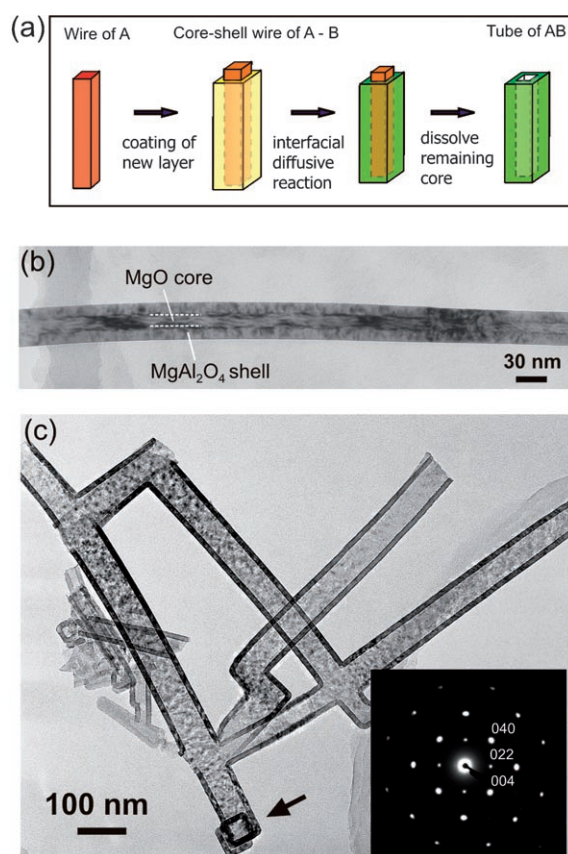 (a)
Wire of A
Core-shell wire of A - B
Tube of AB
coating of
new layer
interfacial
diffusive
reaction
dissolve
remaining
core
(b)
MgO core
MgAl₂O₄ shell
30 nm
(c)
040
022
004
100 nm